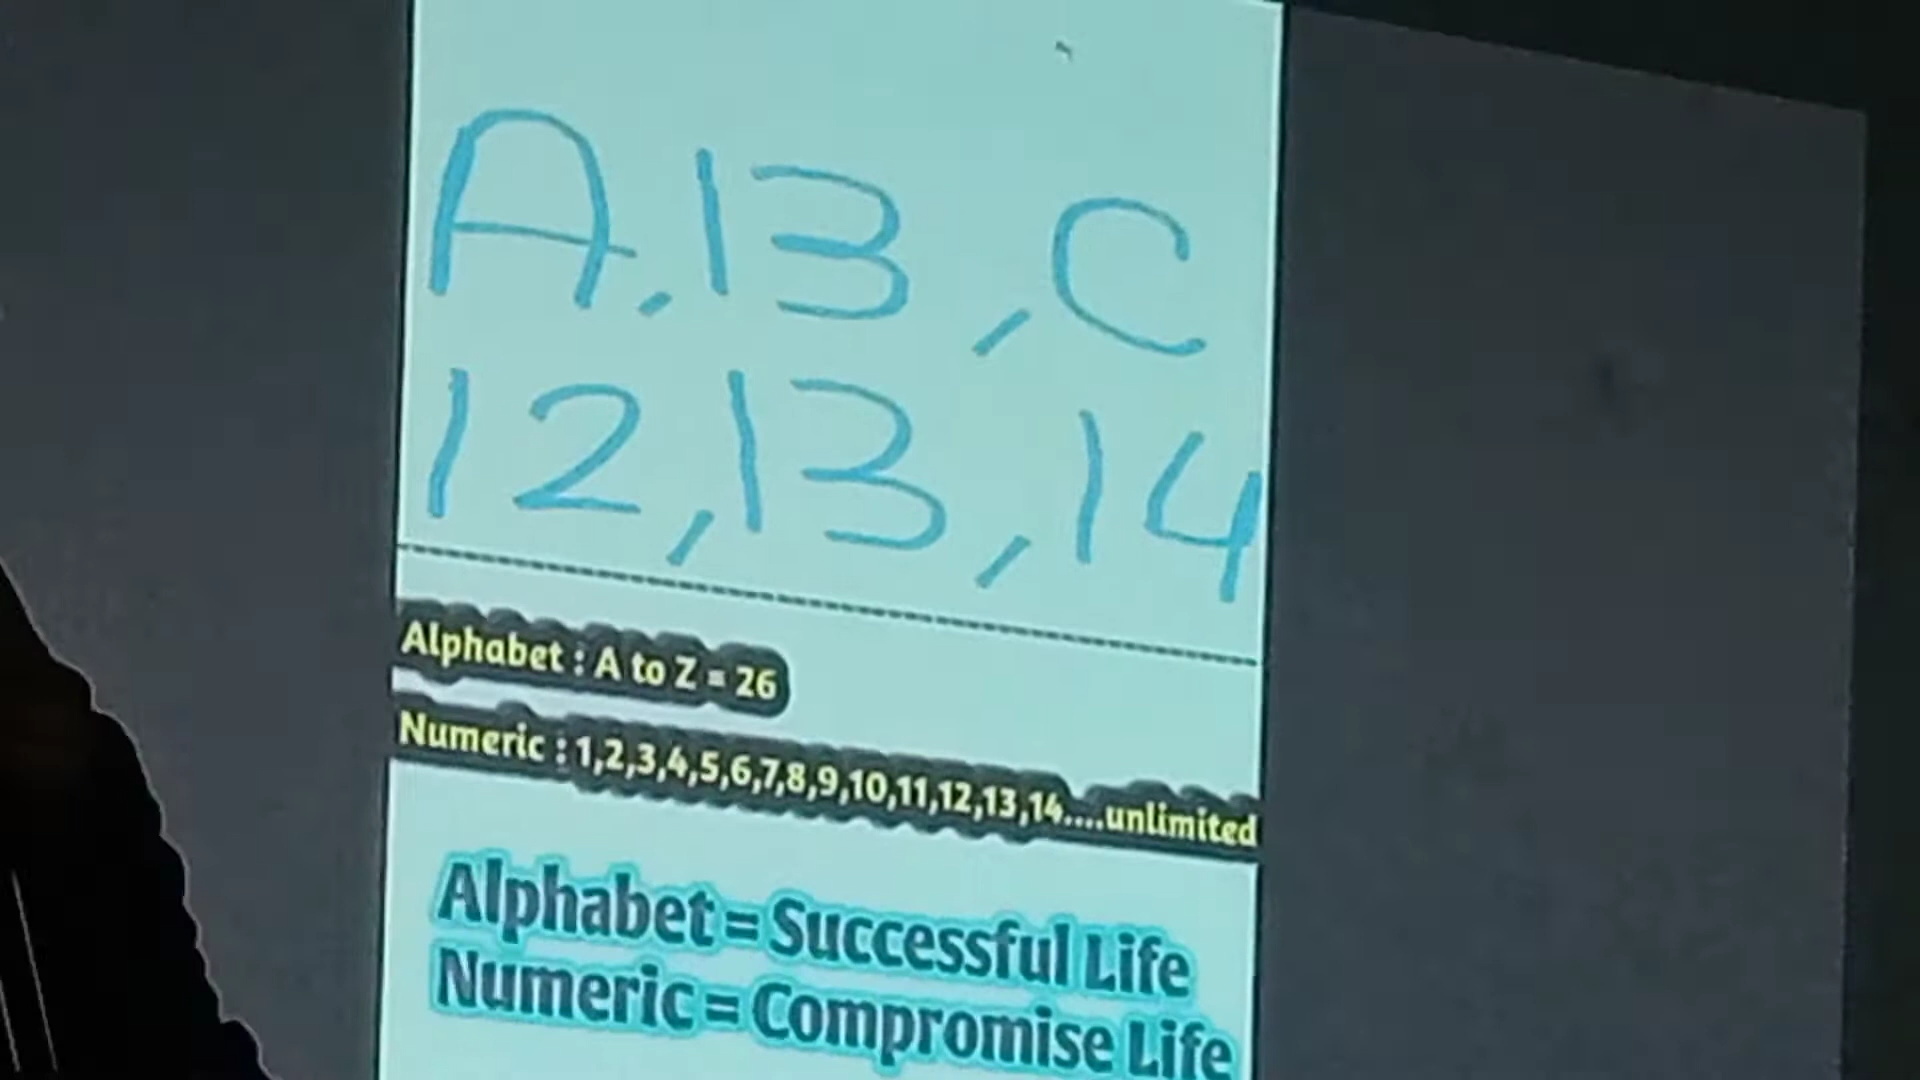 A,13,C
12,13,14
Alphabet : A to Z = 26
Numeric : 1,2,3,4,5,6,7,8,9,10,11,12,13,14....unlimited
Alphabet = Successful Life
Numeric = Compromise Life